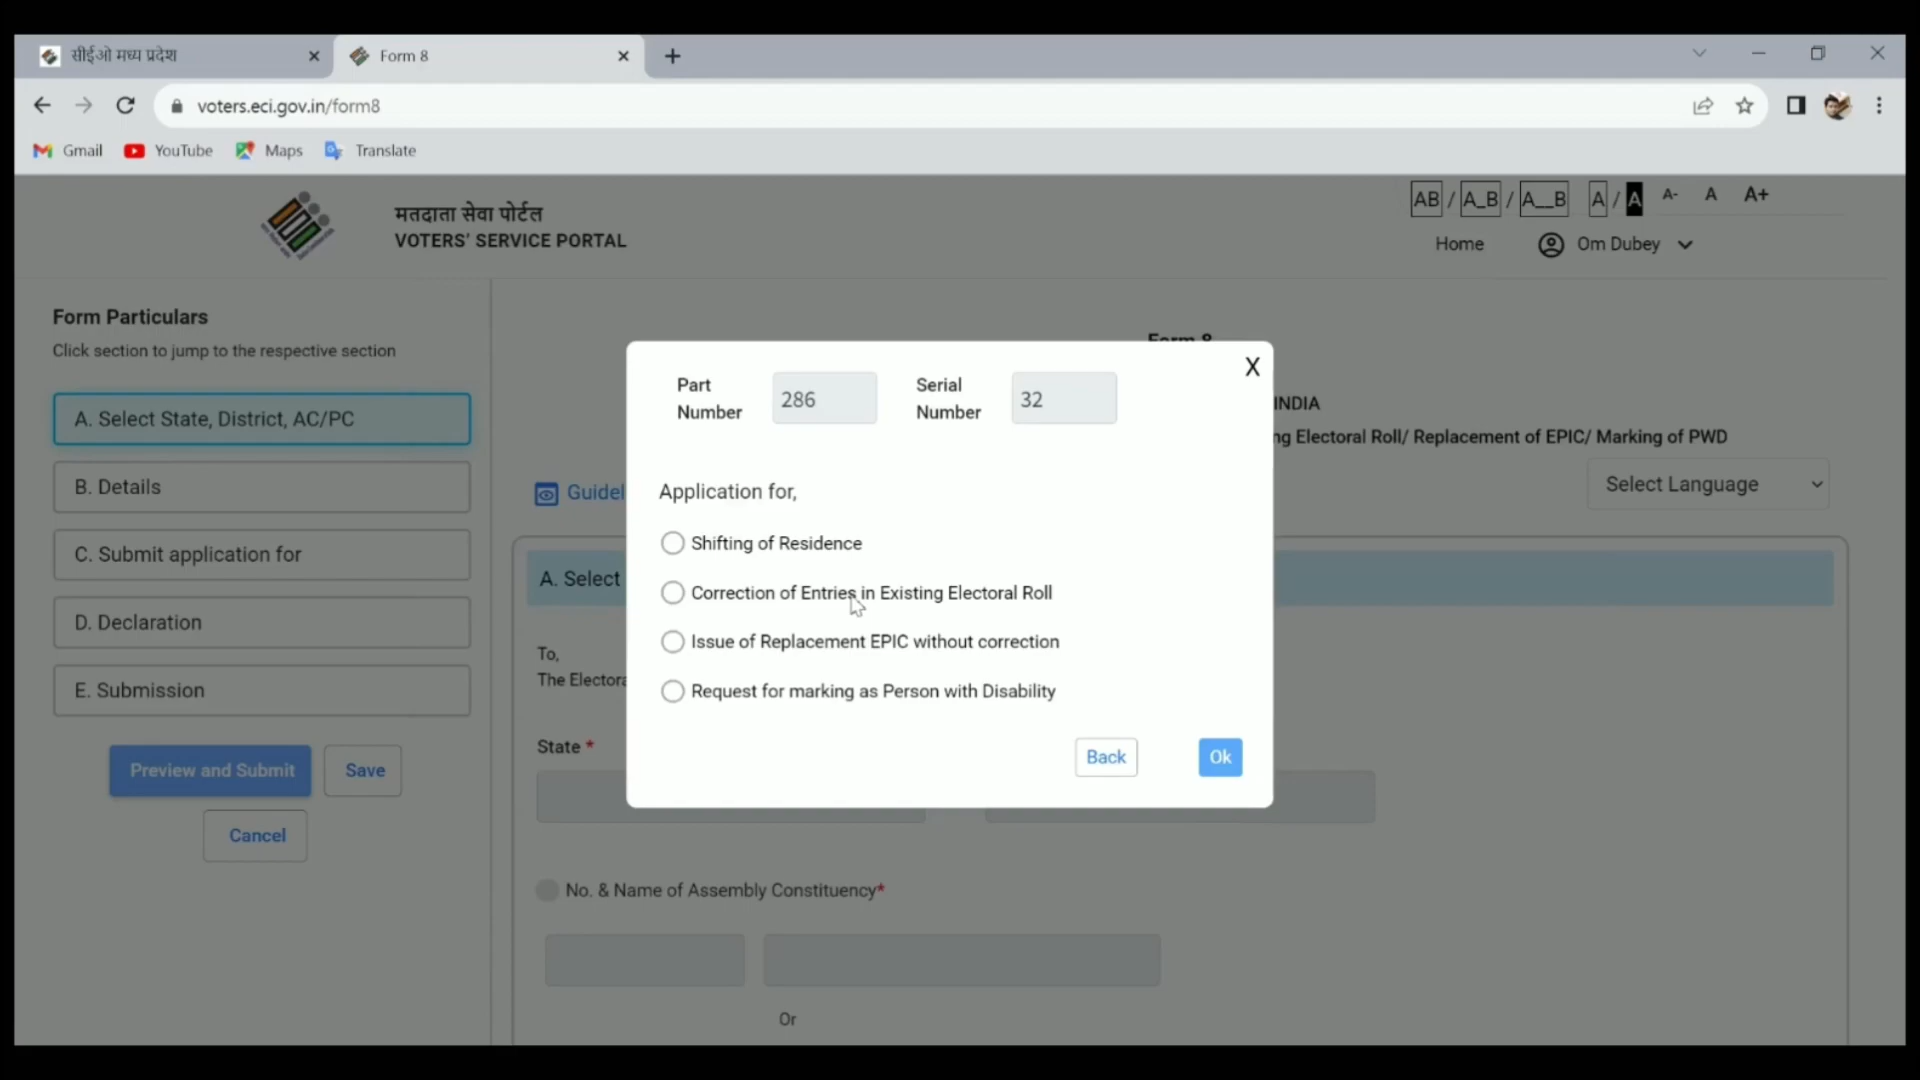 सीईओ मध्य प्रदेश
Form 8
voters.eci.gov.in/form8
Gmail YouTube Maps Translate
AB / A_B / A__B A / A A- A A+
मतदाता सेवा पोर्टल
VOTERS' SERVICE PORTAL
Home Om Dubey
Form Particulars
Click section to jump to the respective section
A. Select State, District, AC/PC
B. Details
C. Submit application for
D. Declaration
E. Submission
Preview and Submit Save
Cancel
Form 8
INDIA
Electoral Roll/ Replacement of EPIC/ Marking of PWD
Select Language
A. Select
To,
The
State *
No. & Name of Assembly Constituency*
Or
X
Part Number 286 Serial Number 32
Application for,
Shifting of Residence
Correction of Entries in Existing Electoral Roll
Issue of Replacement EPIC without correction
Request for marking as Person with Disability
Back Ok